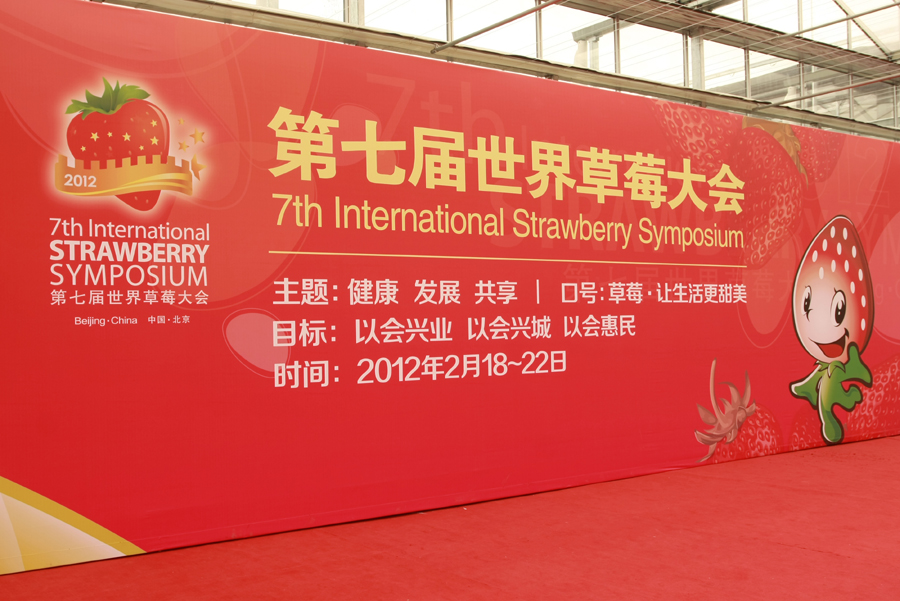 2012
7th International
STRAWBERRY
SYMPOSIUM
第七届世界草莓大会
Beijing·China 中国·北京
第七届世界草莓大会
7th International Strawberry Symposium
主题：健康 发展 共享 | 口号：草莓·让生活更甜美
目标：以会兴业 以会兴城 以会惠民
时间：2012年2月18~22日